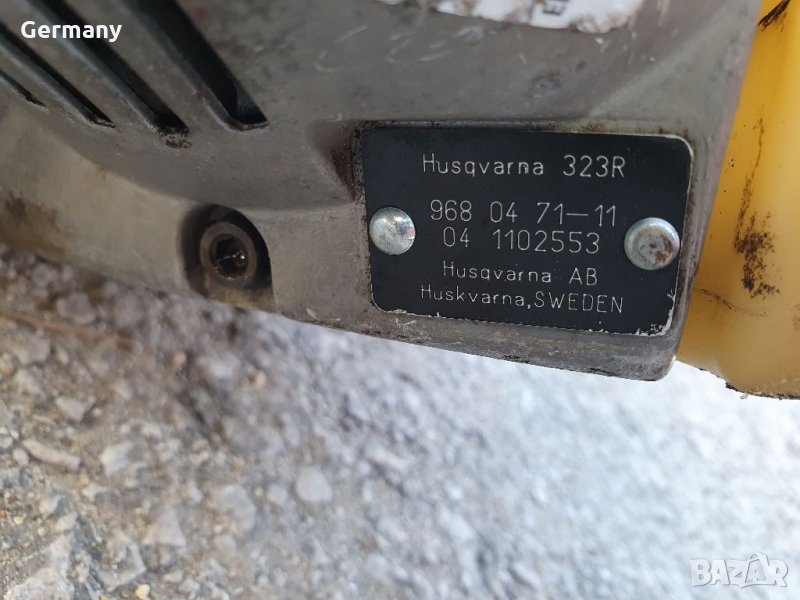 Germany
Husqvarna 323R
968 04 71-11
04 1102553
Husqvarna AB
Huskvarna, SWEDEN
BAZAR